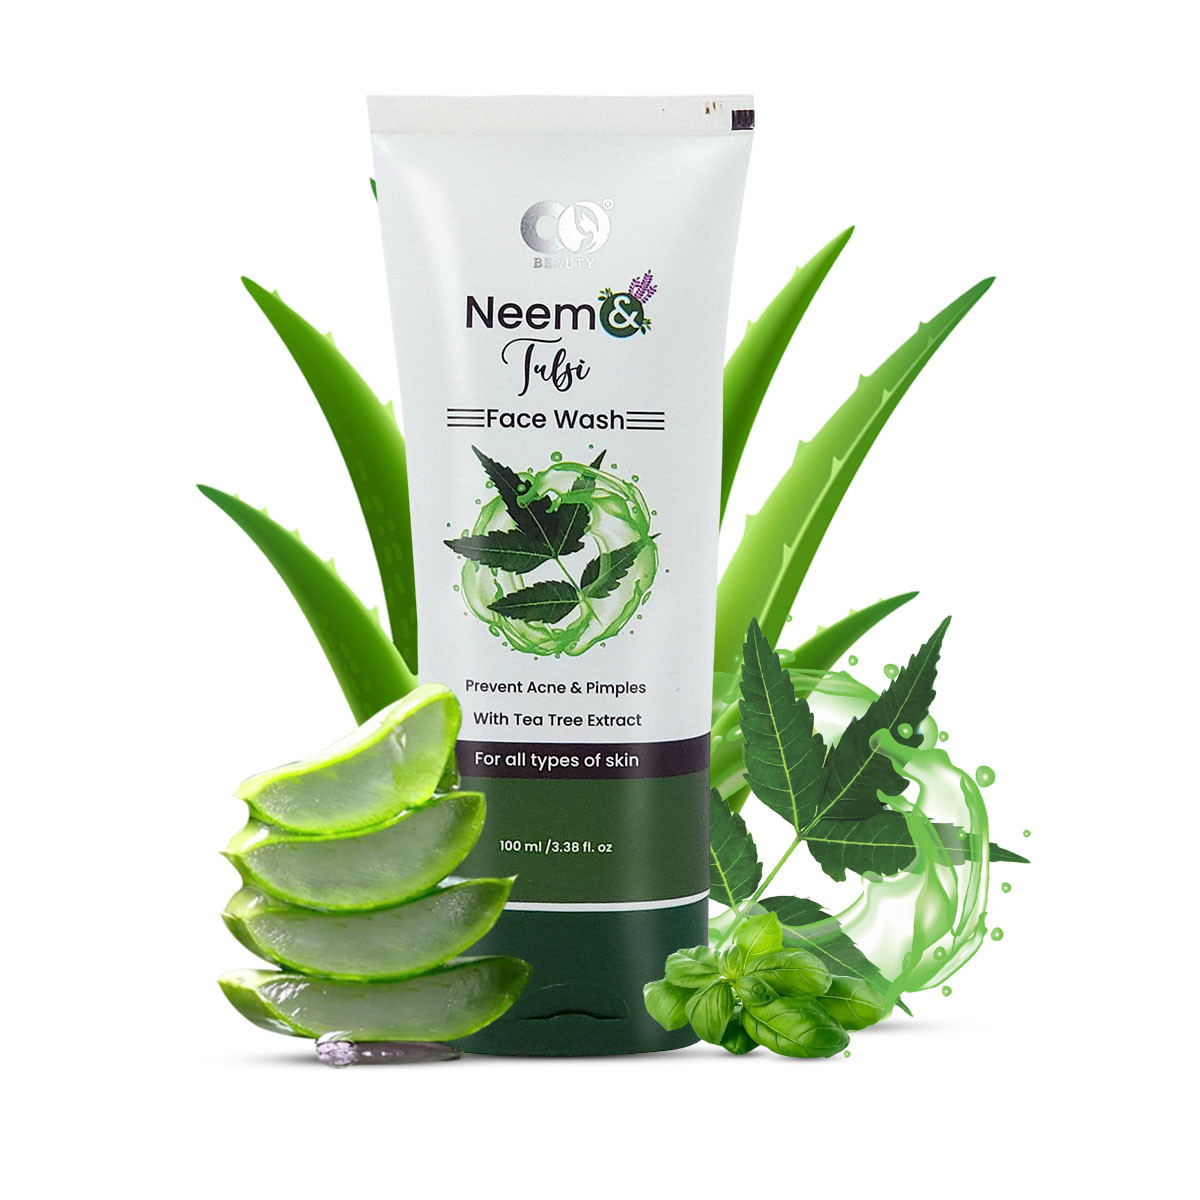 BEAUTY
Neem &
Tulsi
Face Wash
Prevent Acne & Pimples
With Tea Tree Extract
For all types of skin
100 ml /3.38 fl. oz